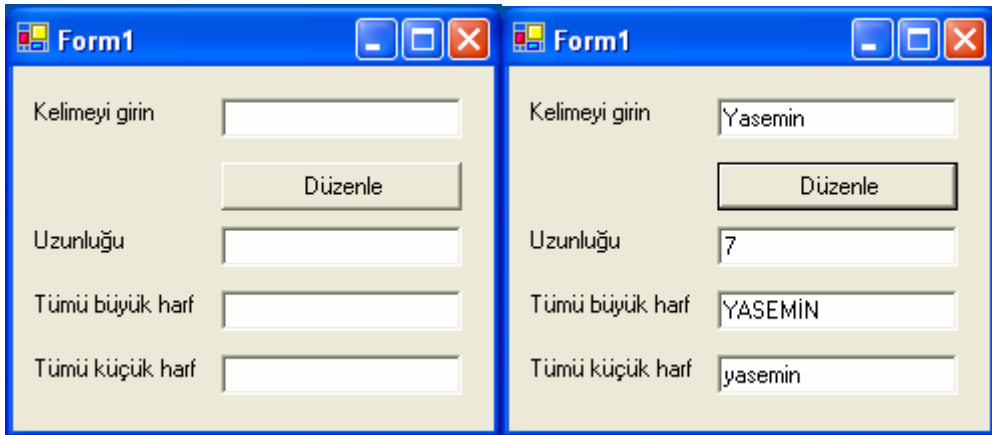 Form1
Kelimeyi girin
Düzenle
Uzunluğu
Tümü büyük harf
Tümü küçük harf
Form1
Kelimeyi girin Yasemin
Düzenle
Uzunluğu 7
Tümü büyük harf YASEMİN
Tümü küçük harf yasemin